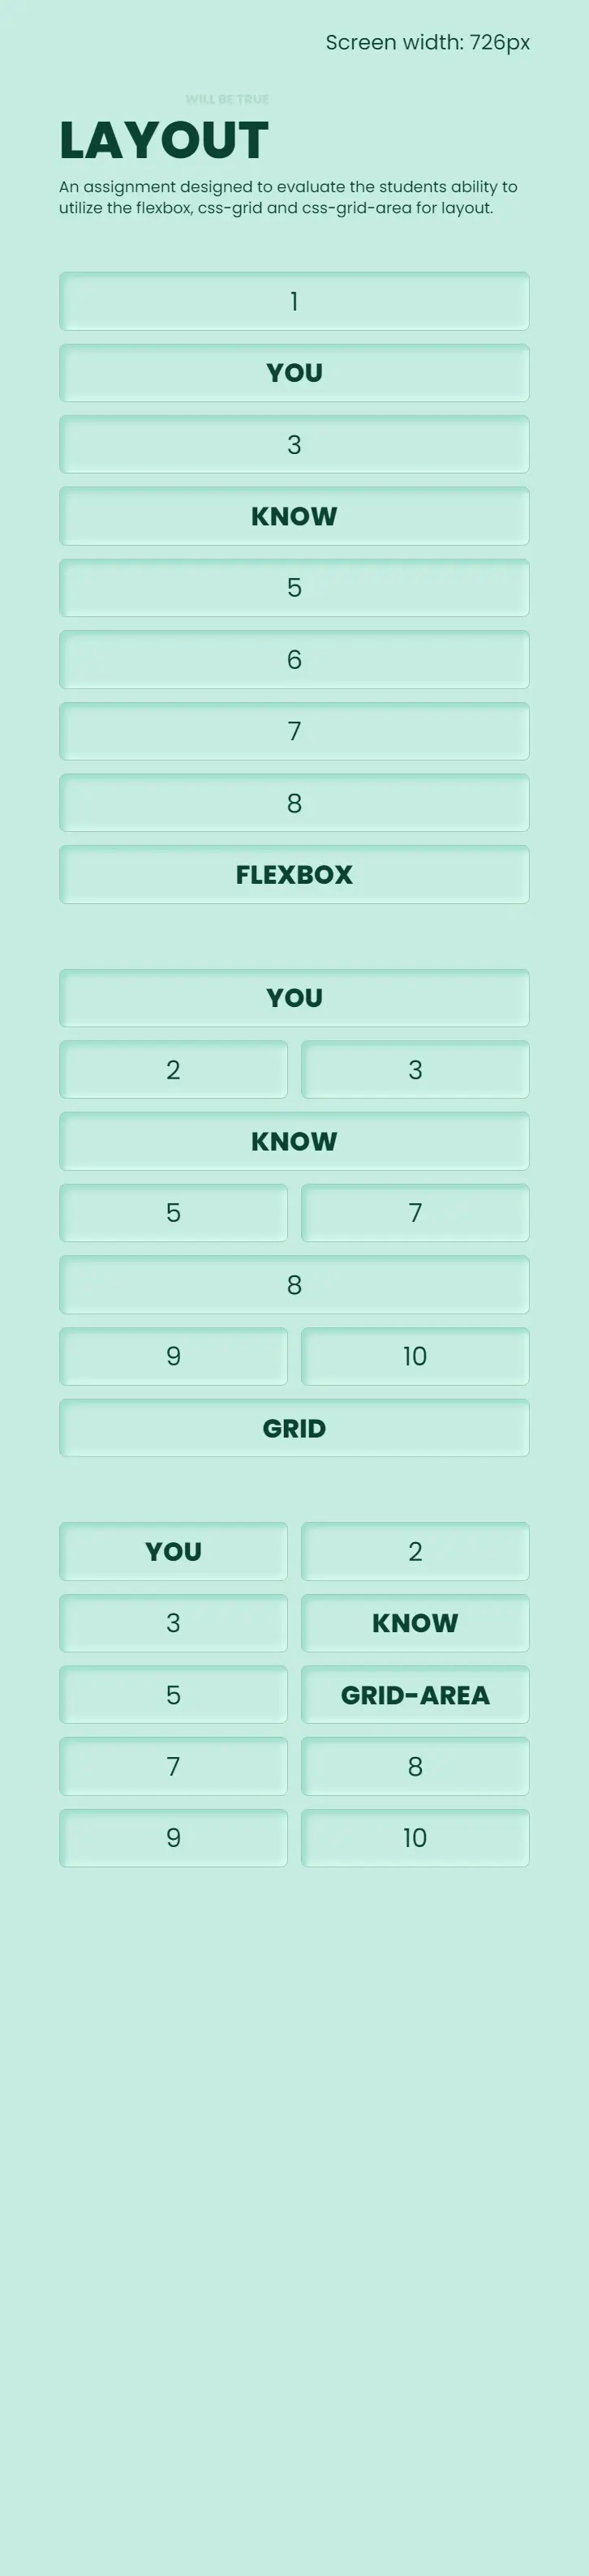 Screen width: 726px
WILL BE TRUE
LAYOUT
An assignment designed to evaluate the students ability to
utilize the flexbox, css-grid and css-grid-area for layout.
1
YOU
3
KNOW
5
6
7
8
FLEXBOX
YOU
2 3
KNOW
5 7
8
9 10
GRID
YOU 2
3 KNOW
5 GRID-AREA
7 8
9 10